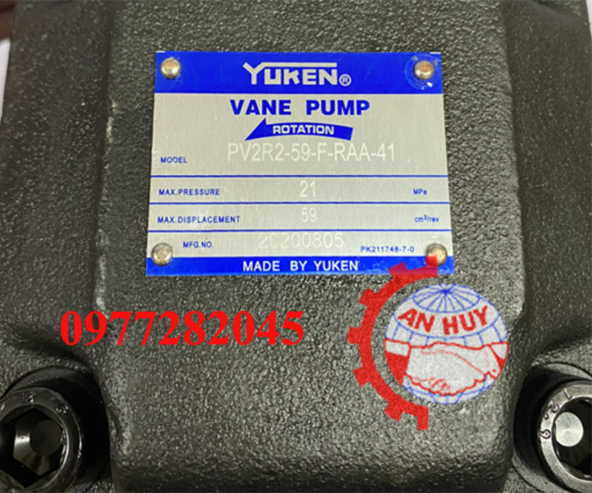 YUKEN®
VANE PUMP
ROTATION
MODEL PV2R2-59-F-RAA-41
MAX.PRESSURE 21 MPa
MAX.DISPLACEMENT 59 cm³/rev
MFG.NO. 2C200805 PK211748-7-0
MADE BY YUKEN
0977282045
AN HUY